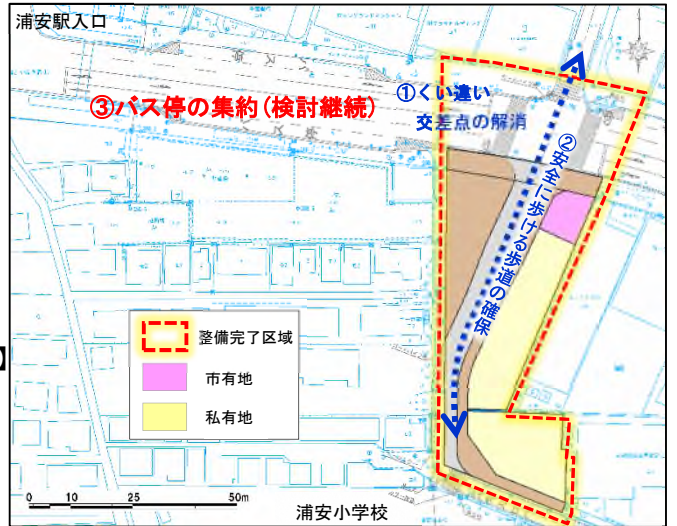 浦安駅入口
③バス停の集約(検討継続)
①くい違い
交差点の解消
②安全に歩ける歩道の確保
整備完了区域
市有地
私有地
】
0 10 25 50m
浦安小学校